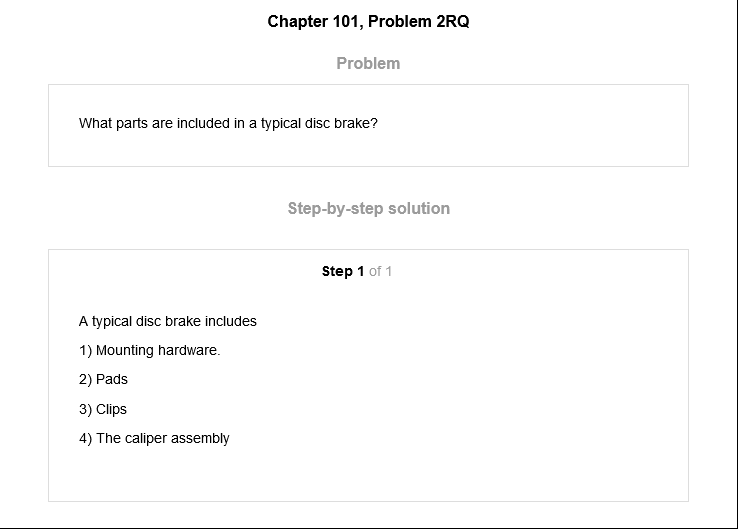 Chapter 101, Problem 2RQ
Problem
What parts are included in a typical disc brake?
Step-by-step solution
Step 1 of 1
A typical disc brake includes
1) Mounting hardware.
2) Pads
3) Clips
4) The caliper assembly